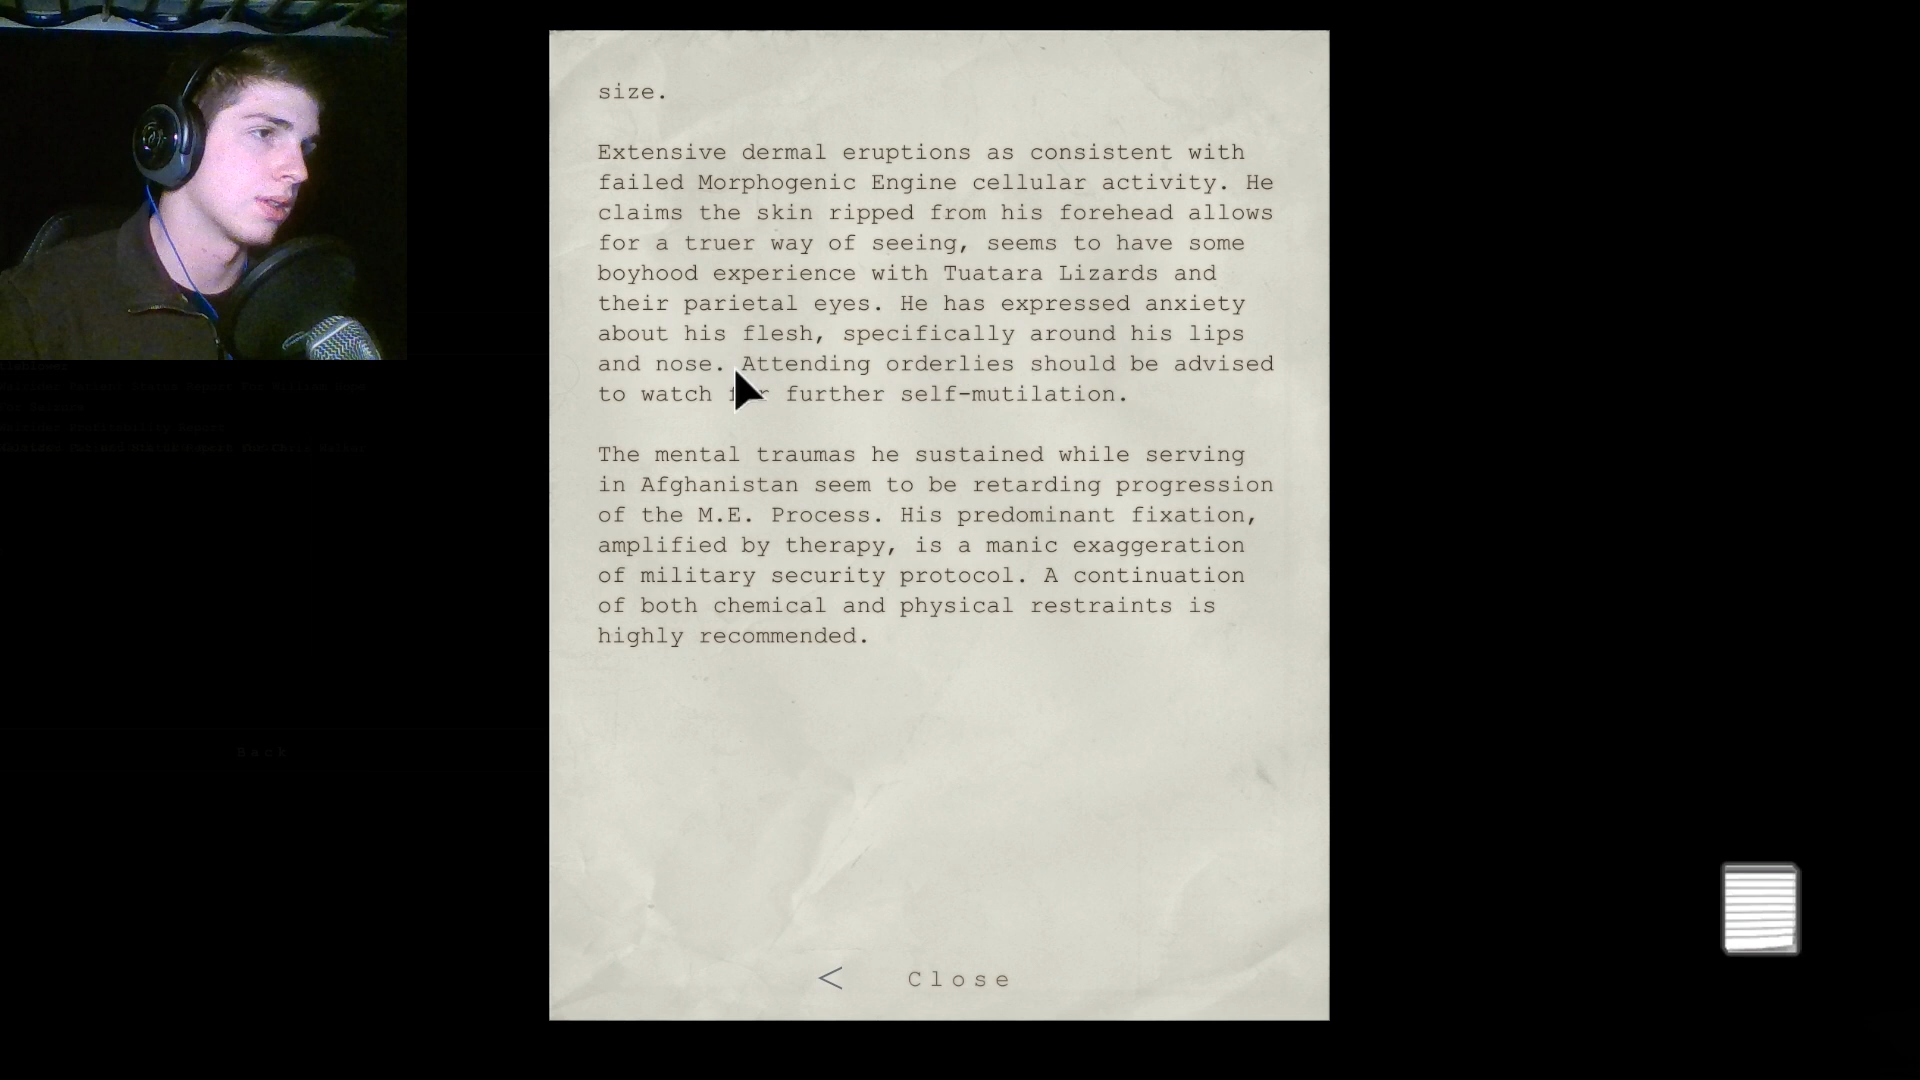 size.
Extensive dermal eruptions as consistent with
failed Morphogenic Engine cellular activity. He
claims the skin ripped from his forehead allows
for a truer way of seeing, seems to have some
boyhood experience with Tuatara Lizards and
their parietal eyes. He has expressed anxiety
about his flesh, specifically around his lips
and nose. Attending orderlies should be advised
to watch further self-mutilation.
The mental traumas he sustained while serving
in Afghanistan seem to be retarding progression
of the M.E. Process. His predominant fixation,
amplified by therapy, is a manic exaggeration
of military security protocol. A continuation
of both chemical and physical restraints is
highly recommended.
Back
< Close